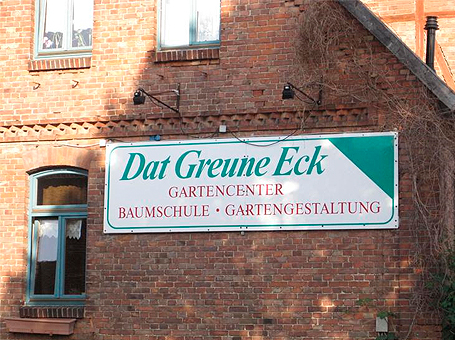 Dat Greune Eck
GARTENCENTER
BAUMSCHULE • GARTENGESTALTUNG